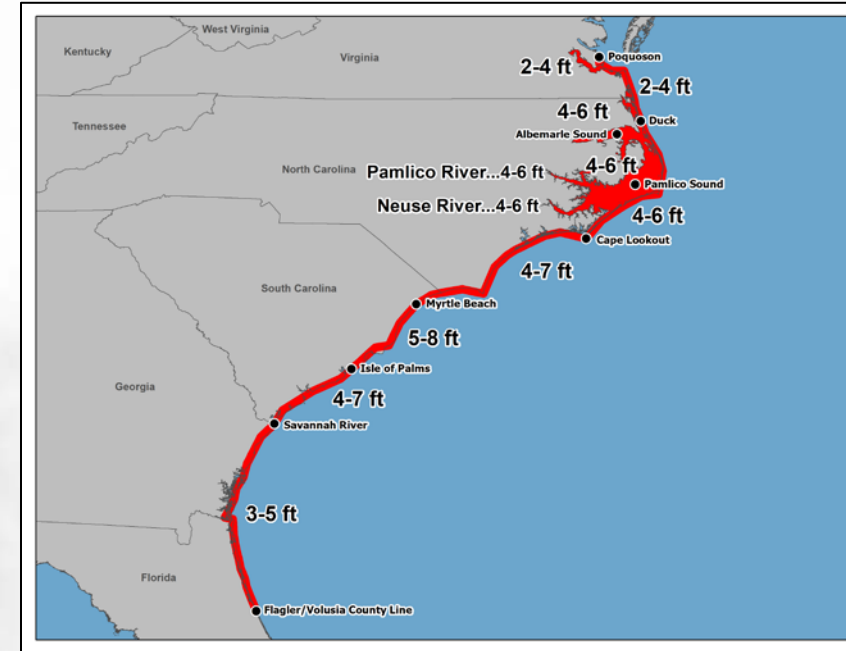 West Virginia
Kentucky
Virginia
Poquoson
2-4 ft
2-4 ft
4-6 ft
Duck
Tennessee
Albemarle Sound
North Carolina
4-6 ft
Pamlico River...4-6 ft
Pamlico Sound
Neuse River...4-6 ft
4-6 ft
Cape Lookout
4-7 ft
South Carolina
Myrtle Beach
5-8 ft
Isle of Palms
Georgia
4-7 ft
Savannah River
3-5 ft
Florida
Flagler/Volusia County Line